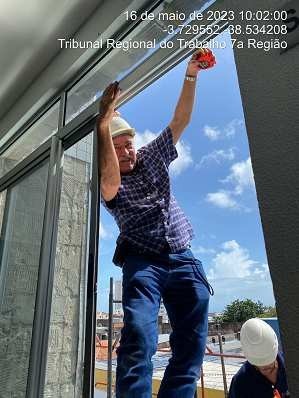 16 de maio de 2023 10:02:00
-3.729552, -38.534208
Tribunal Regional do Trabalho 7a Região